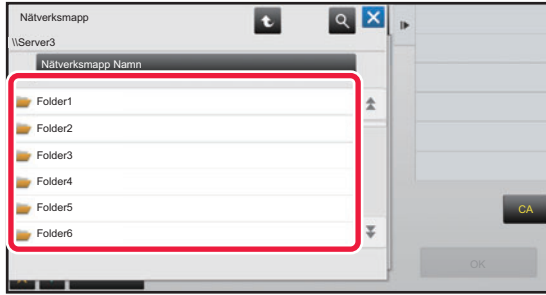 Nätverksmapp
\\Server3
Nätverksmapp Namn
Folder1
Folder2
Folder3
Folder4
Folder5
Folder6
CA
OK